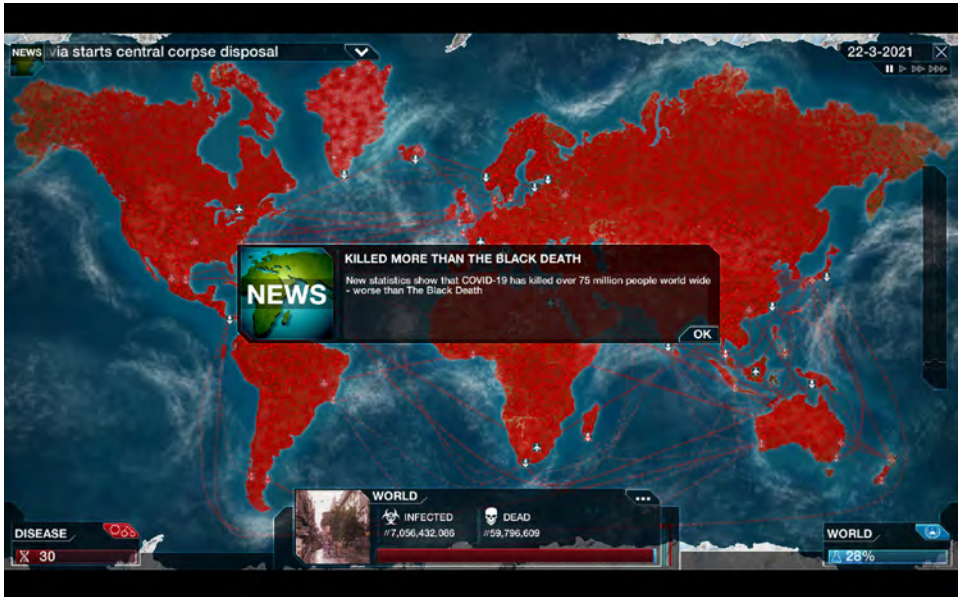 NEWS via starts central corpse disposal
22-3-2021
KILLED MORE THAN THE BLACK DEATH
New statistics show that COVID-19 has killed over 75 million people world wide
- worse than The Black Death
NEWS
OK
WORLD
INFECTED
DEAD
//7,056,432,086
//59,796,609
DISEASE
30
WORLD
28%